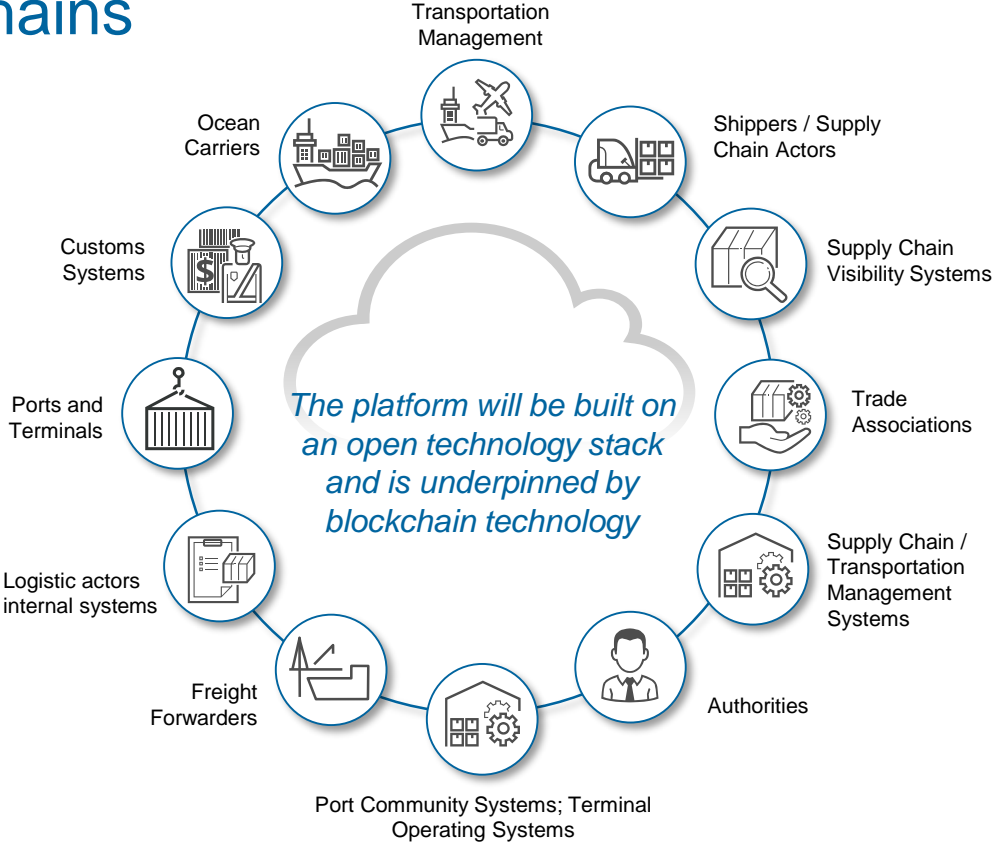 Transportation
Management
Ocean
Carriers
Shippers / Supply
Chain Actors
Customs
Systems
$
Supply Chain
Visibility Systems
Ports and
Terminals
The platform will be built on
an open technology stack
and is underpinned by
blockchain technology
Trade
Associations
Logistic actors
internal systems
Supply Chain /
Transportation
Management
Systems
Freight
Forwarders
Authorities
Port Community Systems; Terminal
Operating Systems